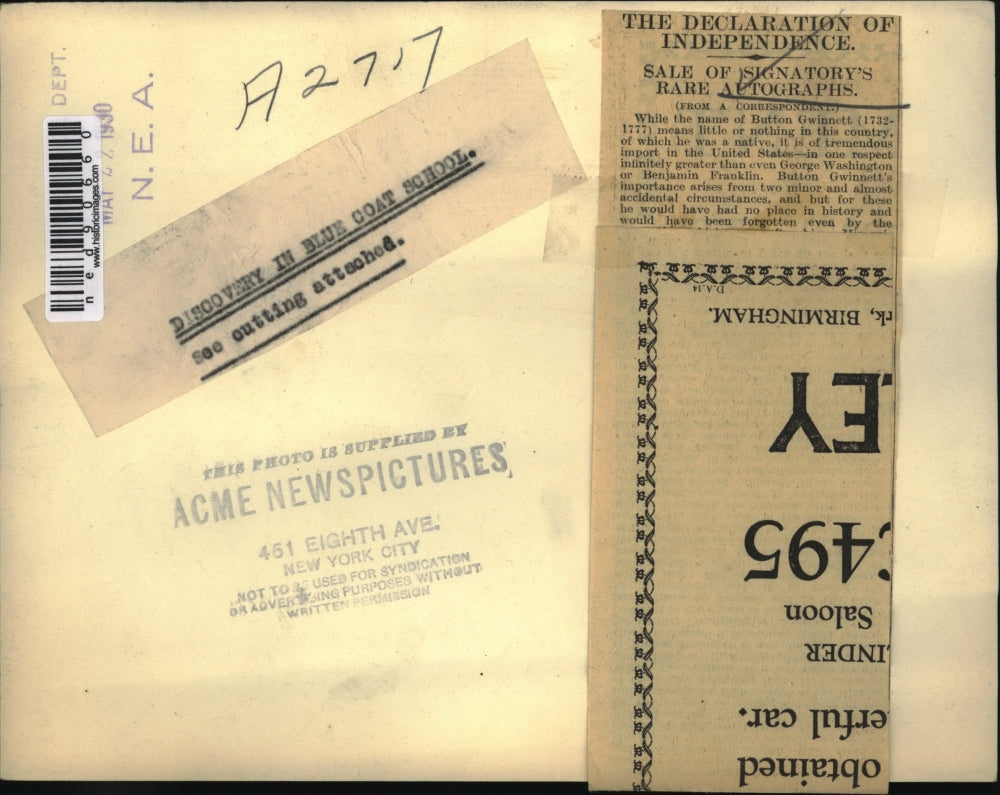 DEPT.
MAY 22 1930
N. E. A.
ned90660
www.historicimages.com
A2717
DISCOVERY IN BLUE COAT SCHOOL.
See cutting attached.
THIS PHOTO IS SUPPLIED BY
ACME NEWSPICTURES,
461 EIGHTH AVE.
NEW YORK CITY
NOT TO BE USED FOR SYNDICATION
OR ADVERTISING PURPOSES WITHOUT
WRITTEN PERMISSION
THE DECLARATION OF
INDEPENDENCE.
SALE OF SIGNATORY'S
RARE AUTOGRAPHS.
(FROM A CORRESPONDENT.)
While the name of Button Gwinnett (1732-
1777) means little or nothing in this country,
of which he was a native, it is of tremendous
import in the United States—in one respect
infinitely greater than even George Washington
or Benjamin Franklin. Button Gwinnett's
importance arises from two minor and almost
accidental circumstances, and but for these
he would have had no place in history and
would have been forgotten even by the
obtained
erful car.
INDER
Saloon
£495
EY
rk, BIRMINGHAM.
D.A.14